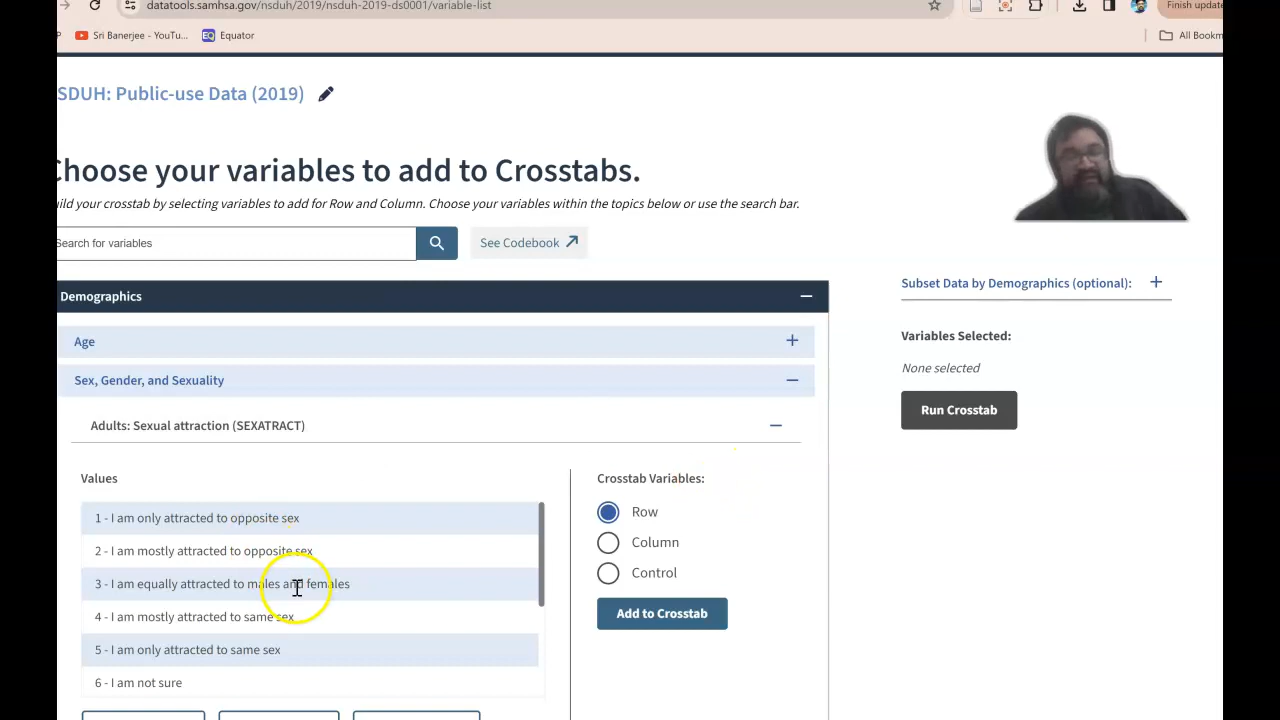 datatools.samhsa.gov/nsduh/2019/nsduh-2019-ds0001/variable-list
Finish update
P
Sri Banerjee - YouTu...
EQ Equator
All Bookm
SDUH: Public-use Data (2019)
Choose your variables to add to Crosstabs.
uild your crosstab by selecting variables to add for Row and Column. Choose your variables within the topics below or use the search bar.
Search for variables
See Codebook
Demographics
Subset Data by Demographics (optional):
Age
Variables Selected:
None selected
Sex, Gender, and Sexuality
Run Crosstab
Adults: Sexual attraction (SEXATRACT)
Values
Crosstab Variables:
1 - I am only attracted to opposite sex
Row
2 - I am mostly attracted to opposite sex
Column
3 - I am equally attracted to males and females
Control
4 - I am mostly attracted to same sex
Add to Crosstab
5 - I am only attracted to same sex
6 - I am not sure